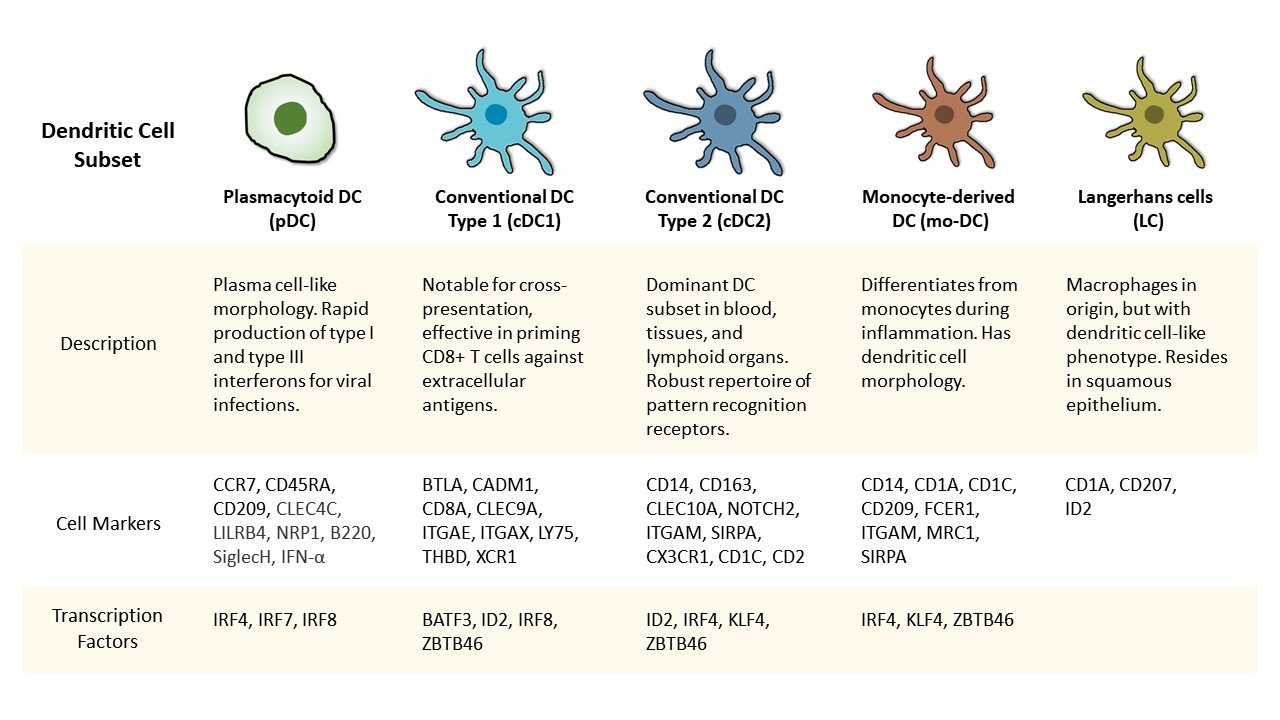 Dendritic Cell
Subset
Plasmacytoid DC
(pDC)
Conventional DC
Type 1 (cDC1)
Conventional DC
Type 2 (cDC2)
Monocyte-derived
DC (mo-DC)
Langerhans cells
(LC)
Description
Plasma cell-like
morphology. Rapid
production of type I
and type III
interferons for viral
infections.
Notable for cross-
presentation,
effective in priming
CD8+ T cells against
extracellular
antigens.
Dominant DC
subset in blood,
tissues, and
lymphoid organs.
Robust repertoire of
pattern recognition
receptors.
Differentiates from
monocytes during
inflammation. Has
dendritic cell
morphology.
Macrophages in
origin, but with
dendritic cell-like
phenotype. Resides
in squamous
epithelium.
Cell Markers
CCR7, CD45RA,
CD209, CLEC4C,
LILRB4, NRP1, B220,
SiglecH, IFN-α
BTLA, CADM1,
CD8A, CLEC9A,
ITGAE, ITGAX, LY75,
THBD, XCR1
CD14, CD163,
CLEC10A, NOTCH2,
ITGAM, SIRPA,
CX3CR1, CD1C, CD2
CD14, CD1A, CD1C,
CD209, FCER1,
ITGAM, MRC1,
SIRPA
CD1A, CD207,
ID2
Transcription
Factors
IRF4, IRF7, IRF8
BATF3, ID2, IRF8,
ZBTB46
ID2, IRF4, KLF4,
ZBTB46
IRF4, KLF4, ZBTB46